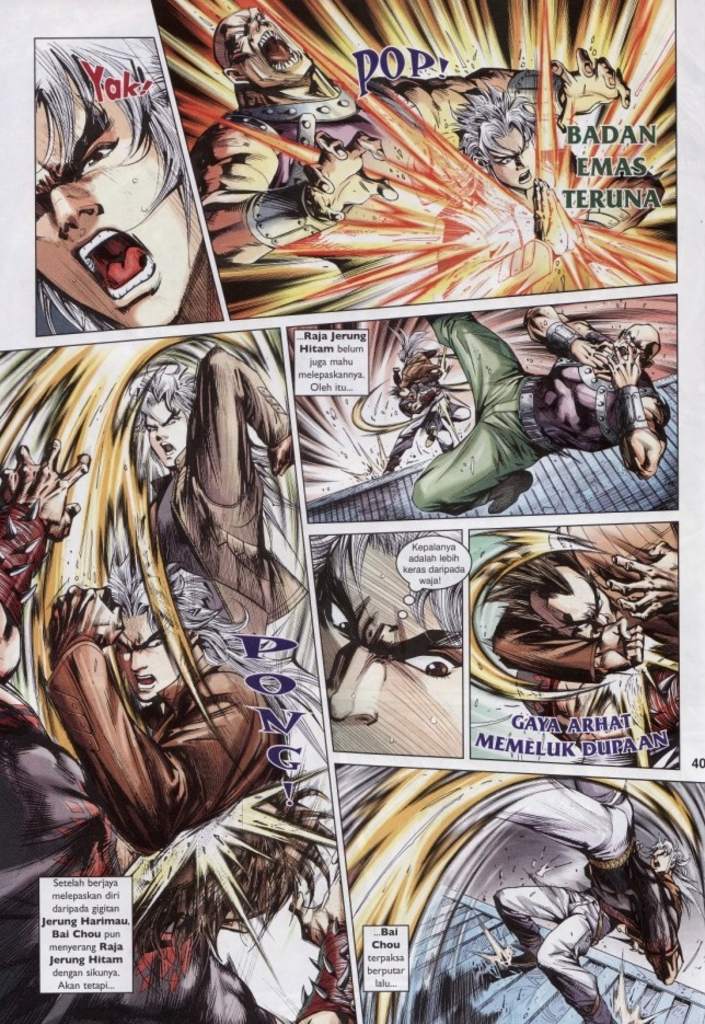 Yak!
POP!
BADAN
EMAS
TERUNA
...Raja Jerung
Hitam belum
juga mahu
melepaskannya.
Oleh itu...
PONG!
Setelah berjaya
melepaskan diri
daripada gigitan
Jerung Harimau,
Bai Chou pun
menyerang Raja
Jerung Hitam
dengan sikunya.
Akan tetapi...
Kepalanya
adalah lebih
keras daripada
waja!
GAYA ARHAT
MEMELUK DUPAAN
40
...Bai
Chou
terpaksa
berputar
lalu...